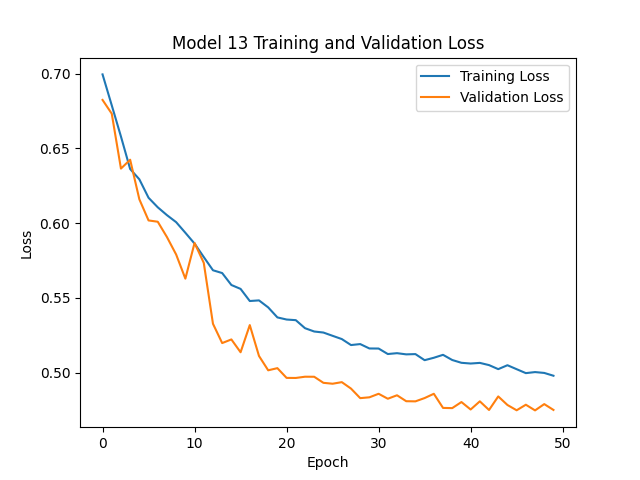 Model 13 Training and Validation Loss
Training Loss
Validation Loss
0.70
0.65
0.60
0.55
0.50
Loss
0
10
20
30
40
50
Epoch